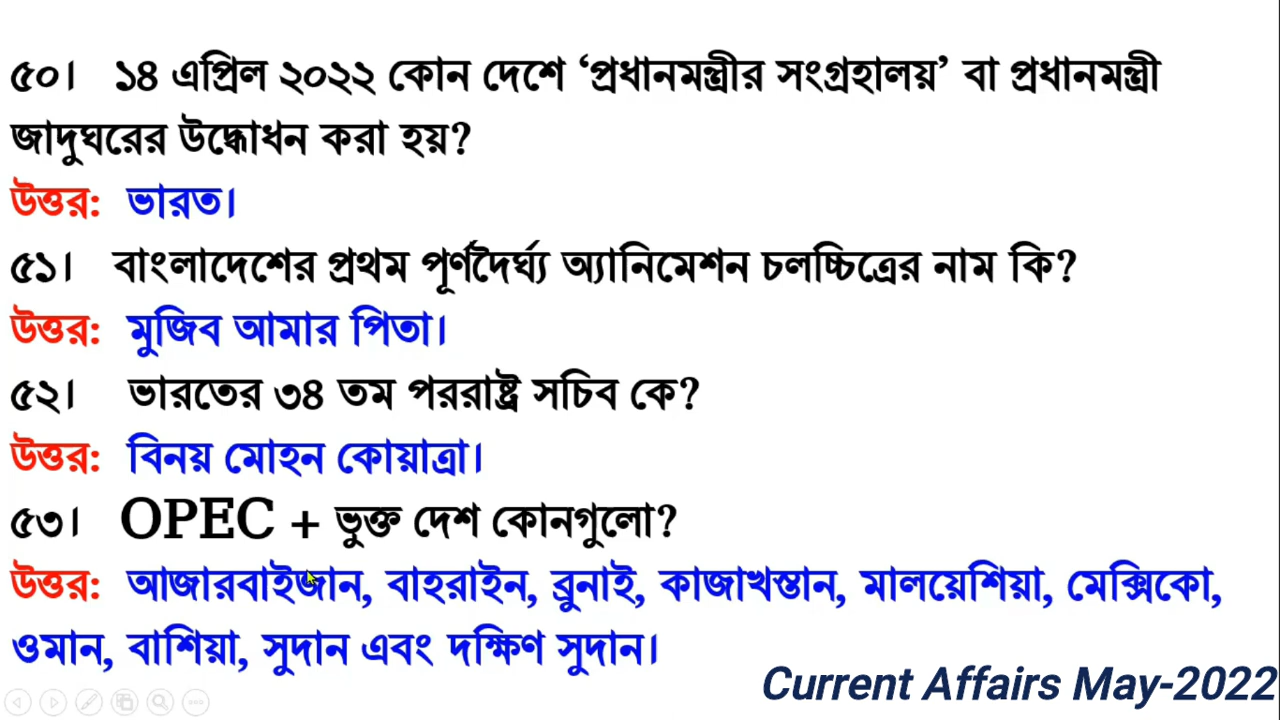 ৫০। ১৪ এপ্রিল ২০২২ কোন দেশে ‘প্রধানমন্ত্রীর সংগ্রহালয়’ বা প্রধানমন্ত্রী
জাদুঘরের উদ্ধোধন করা হয়?
উত্তর: ভারত।
৫১। বাংলাদেশের প্রথম পূর্ণদৈর্ঘ্য অ্যানিমেশন চলচ্চিত্রের নাম কি?
উত্তর: মুজিব আমার পিতা।
৫২। ভারতের ৩৪ তম পররাষ্ট্র সচিব কে?
উত্তর: বিনয় মোহন কোয়াত্রা।
৫৩। OPEC + ভুক্ত দেশ কোনগুলো?
উত্তর: আজারবাইজান, বাহরাইন, ব্রুনাই, কাজাখস্তান, মালয়েশিয়া, মেক্সিকো,
ওমান, বাশিয়া, সুদান এবং দক্ষিণ সুদান।
Current Affairs May-2022